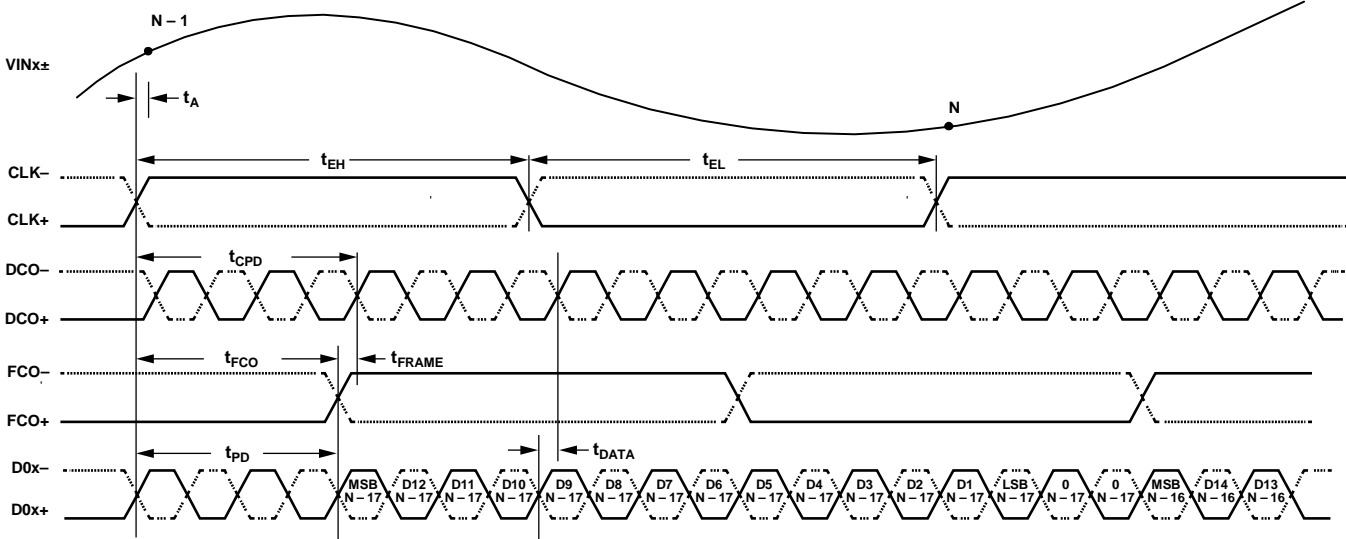 N – 1
VINx±
tA
N
tEH
tEL
CLK–
CLK+
tCPD
DCO–
DCO+
tFCO
tFRAME
FCO–
FCO+
tPD
tDATA
D0x–
D0x+
MSB N – 17
D12 N – 17
D11 N – 17
D10 N – 17
D9 N – 17
D8 N – 17
D7 N – 17
D6 N – 17
D5 N – 17
D4 N – 17
D3 N – 17
D2 N – 17
D1 N – 17
LSB N – 17
0 N – 17
0 N – 17
MSB N – 16
D14 N – 16
D13 N – 16